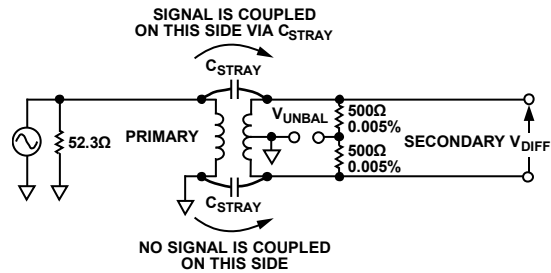 SIGNAL IS COUPLED
ON THIS SIDE VIA CSTRAY
CSTRAY
52.3Ω
PRIMARY
VUNBAL
500Ω
0.005%
SECONDARY VDIFF
500Ω
0.005%
CSTRAY
NO SIGNAL IS COUPLED
ON THIS SIDE